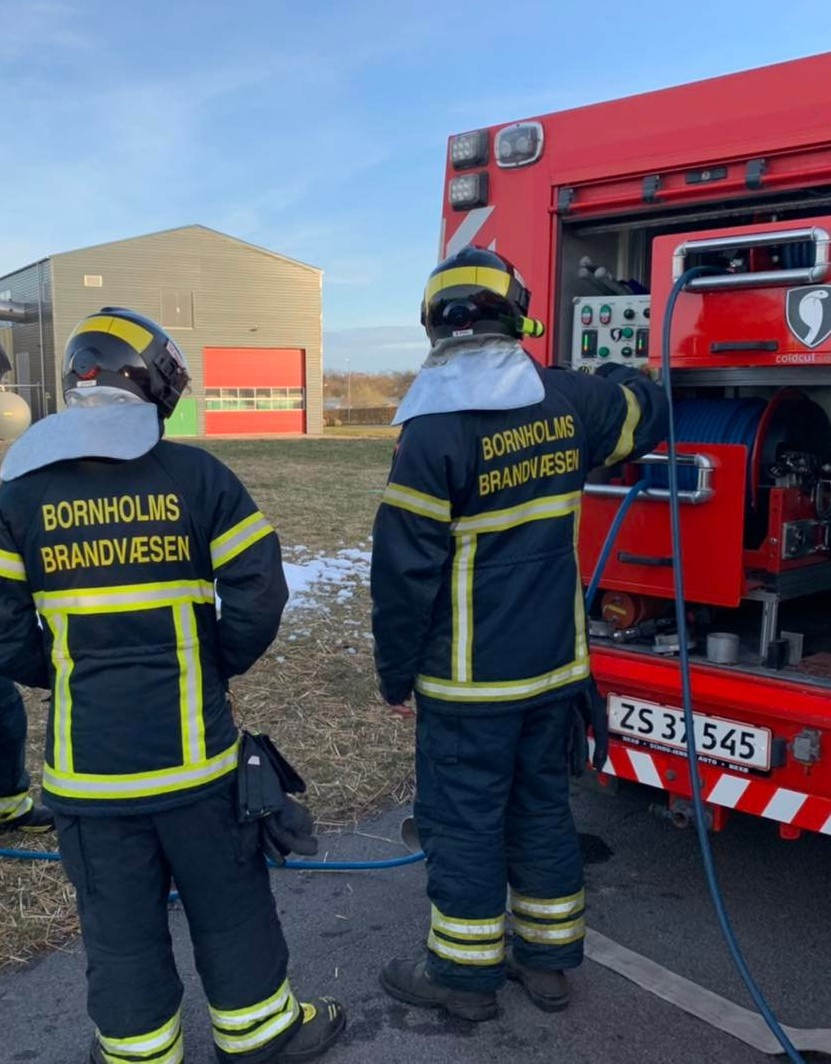 BORNHOLMS
BRANDVÆSEN
BORNHOLMS
BRANDVÆSEN
coldcut
ZS 37 545